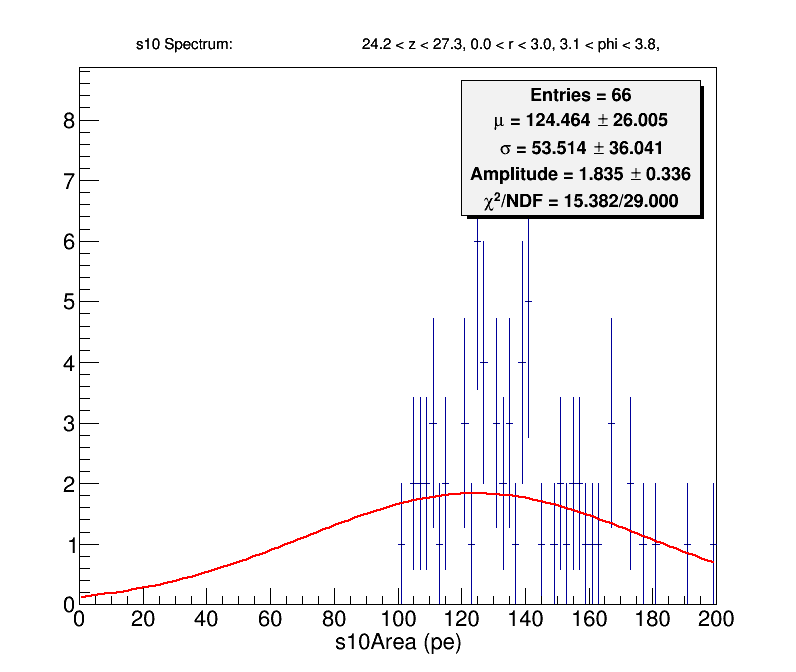 s10 Spectrum: 24.2 < z < 27.3, 0.0 < r < 3.0, 3.1 < phi < 3.8,
Entries = 66
μ = 124.464 ± 26.005
σ = 53.514 ± 36.041
Amplitude = 1.835 ± 0.336
χ²/NDF = 15.382/29.000
8
7
6
5
4
3
2
1
0
0 20 40 60 80 100 120 140 160 180 200
s10Area (pe)